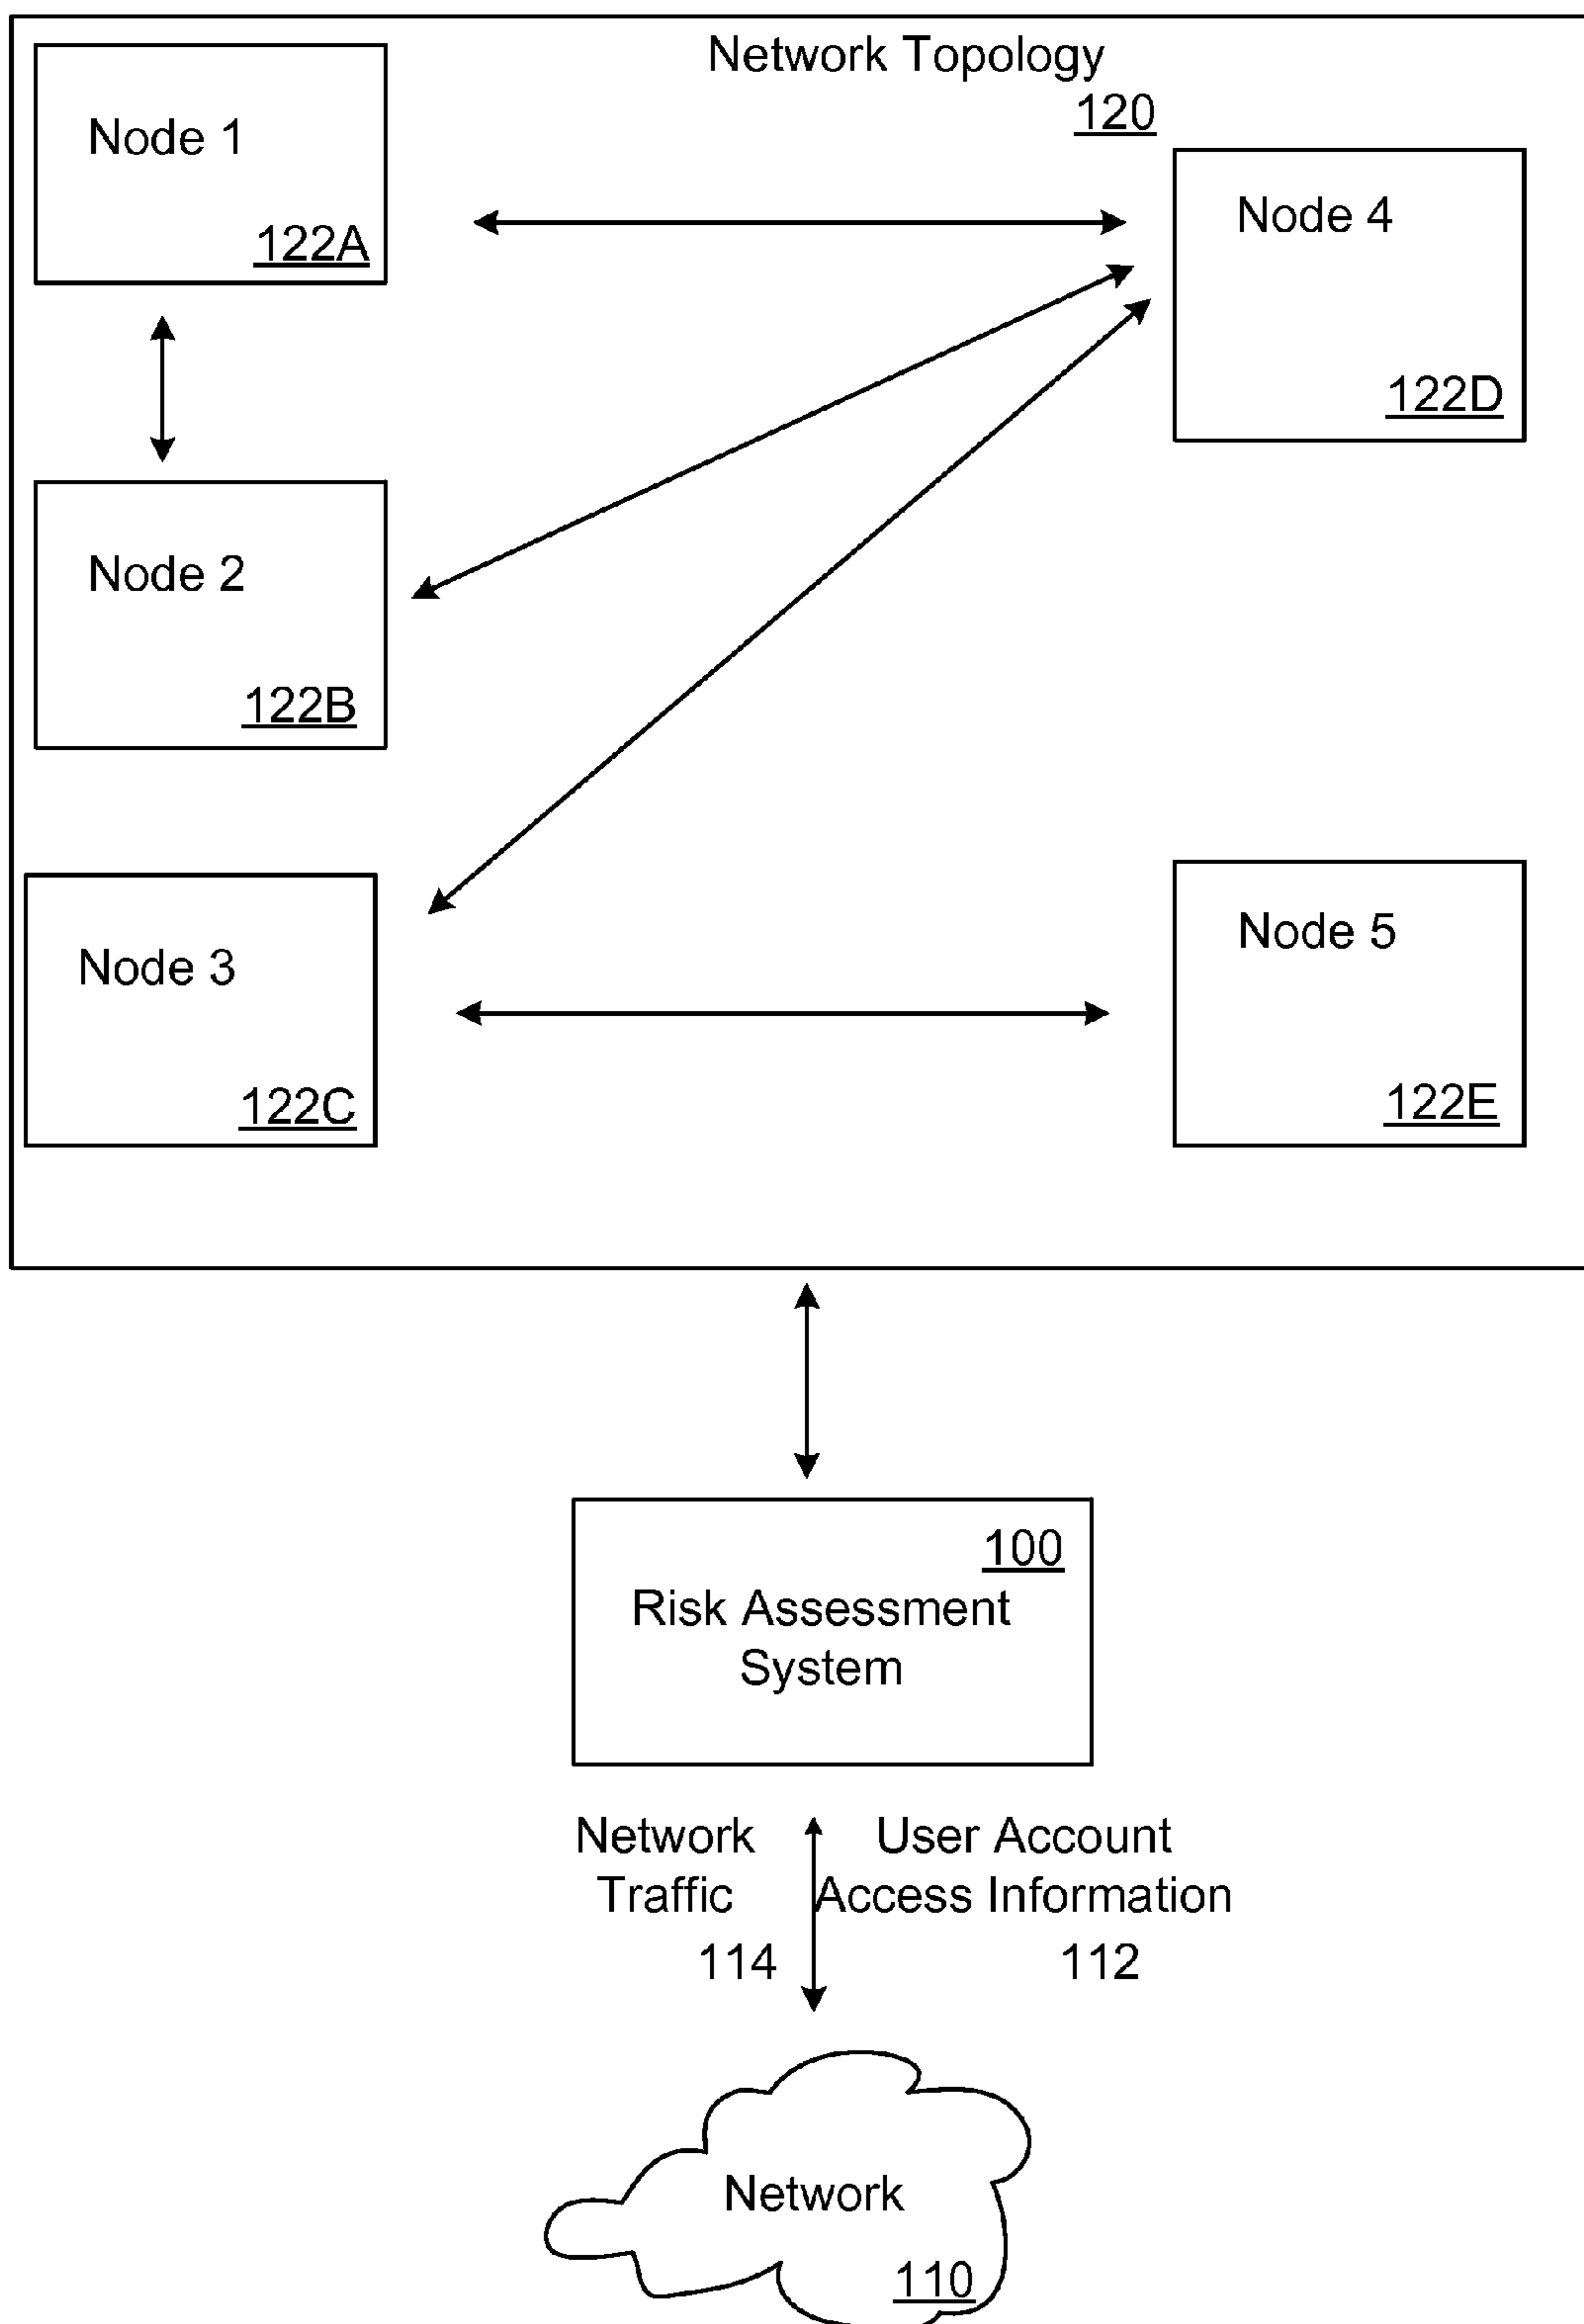 Network Topology
120
Node 1
122A
Node 4
122D
Node 2
122B
Node 3
122C
Node 5
122E
100
Risk Assessment
System
Network
Traffic
114
User Account
Access Information
112
Network
110